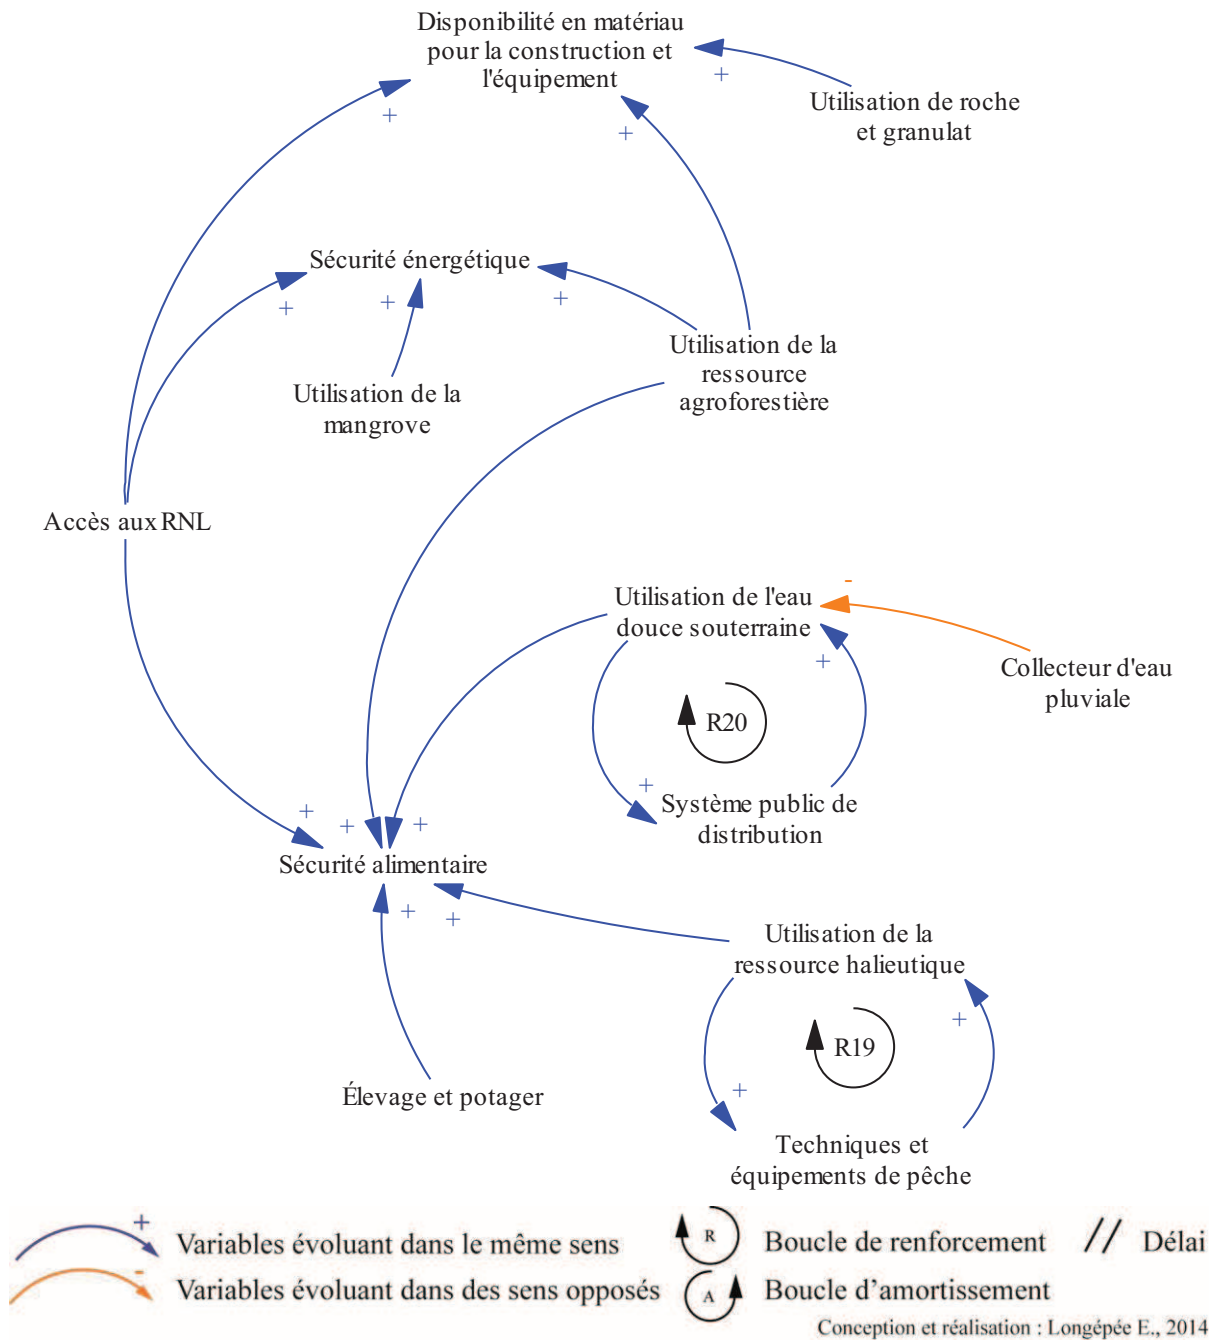 Disponibilité en matériau
pour la construction et
l'équipement
+
+
+
Utilisation de roche
et granulat
Sécurité énergétique
+
+
+
Utilisation de la
ressource
agroforestière
Utilisation de la
mangrove
Accès aux RNL
Utilisation de l'eau
douce souterraine
-
+
Collecteur d'eau
pluviale
R20
+
Système public de
distribution
+
+
+
Sécurité alimentaire
+
+
Utilisation de la
ressource halieutique
+
R19
+
Élevage et potager
Techniques et
équipements de pêche
+
Variables évoluant dans le même sens
R
Boucle de renforcement
// Délai
-
Variables évoluant dans des sens opposés
A
Boucle d’amortissement
Conception et réalisation : Longépée E., 2014